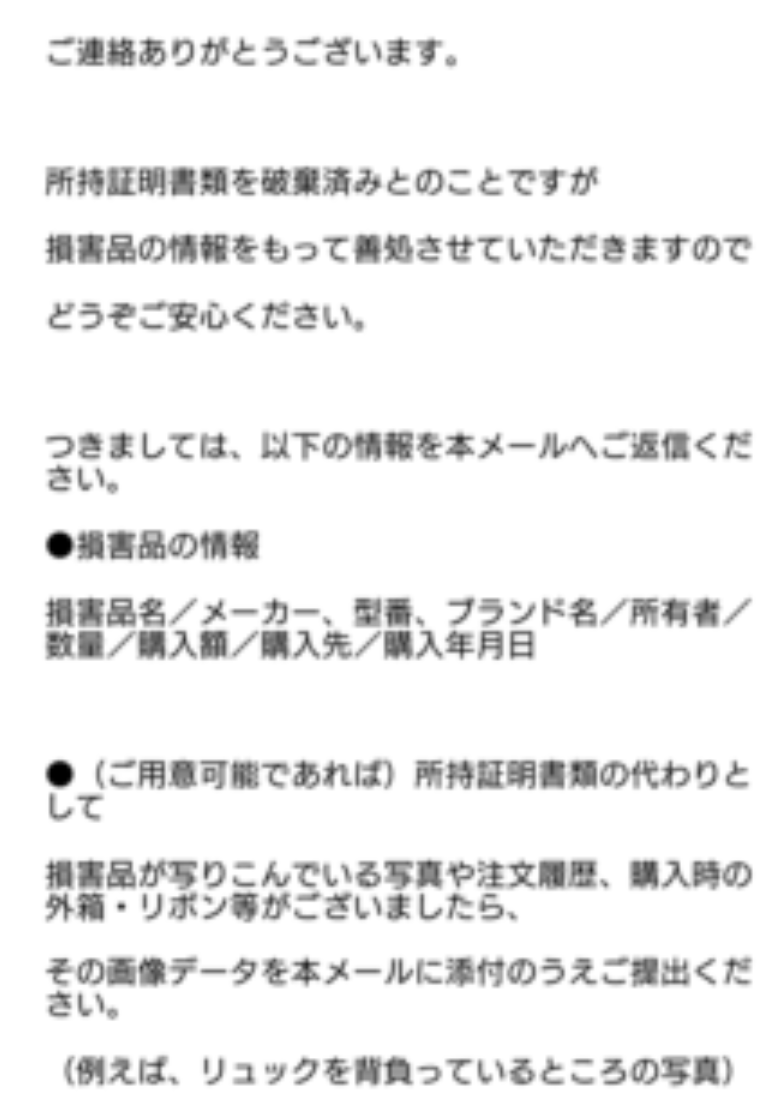 ご連絡ありがとうございます。
所持証明書類を破棄済みとのことですが
損害品の情報をもって善処させていただきますので
どうぞご安心ください。
つきましては、以下の情報を本メールへご返信くだ
さい。
●損害品の情報
損害品名／メーカー、型番、ブランド名／所有者／
数量／購入額／購入先／購入年月日
●（ご用意可能であれば）所持証明書類の代わりと
して
損害品が写りこんでいる写真や注文履歴、購入時の
外箱・リボン等がございましたら、
その画像データを本メールに添付のうえご提出くだ
さい。
（例えば、リュックを背負っているところの写真）